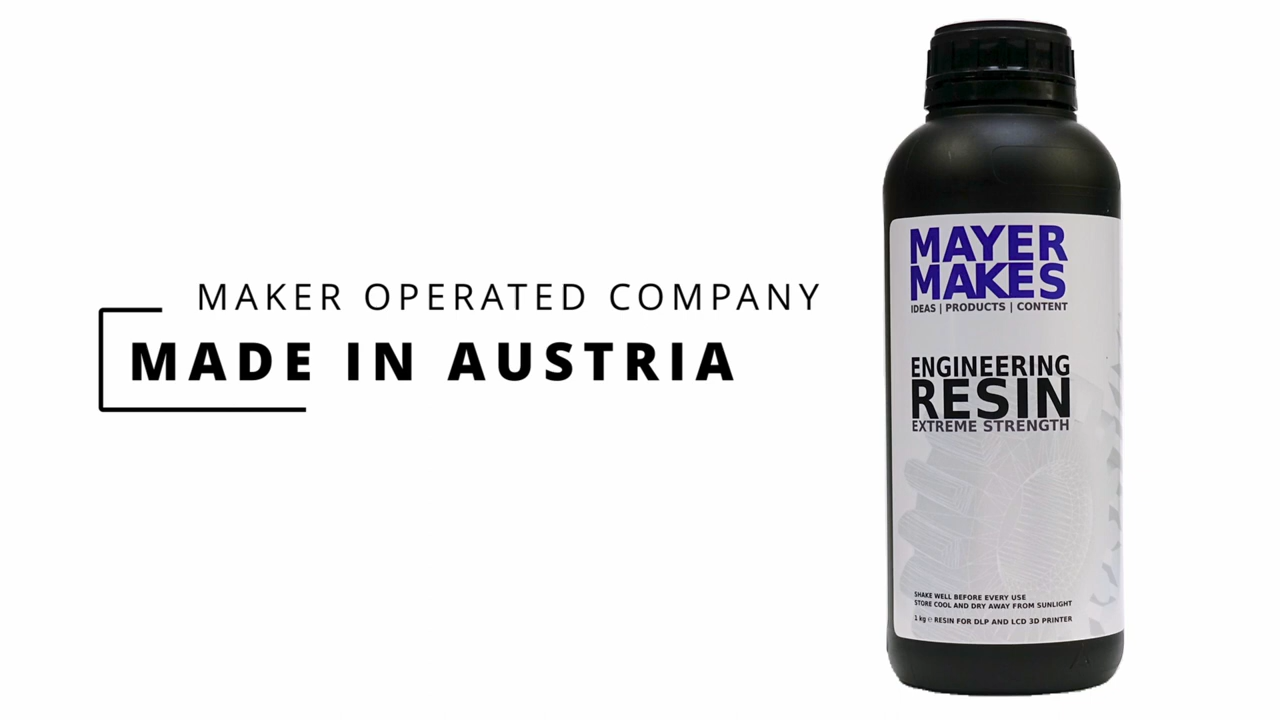 MAKER OPERATED COMPANY
MADE IN AUSTRIA
MAYER
MAKES
IDEAS | PRODUCTS | CONTENT
ENGINEERING
RESIN
EXTREME STRENGTH
SHAKE WELL BEFORE EVERY USE
STORE COOL AND DRY AWAY FROM SUNLIGHT
1 kg ℮ RESIN FOR DLP AND LCD 3D PRINTER